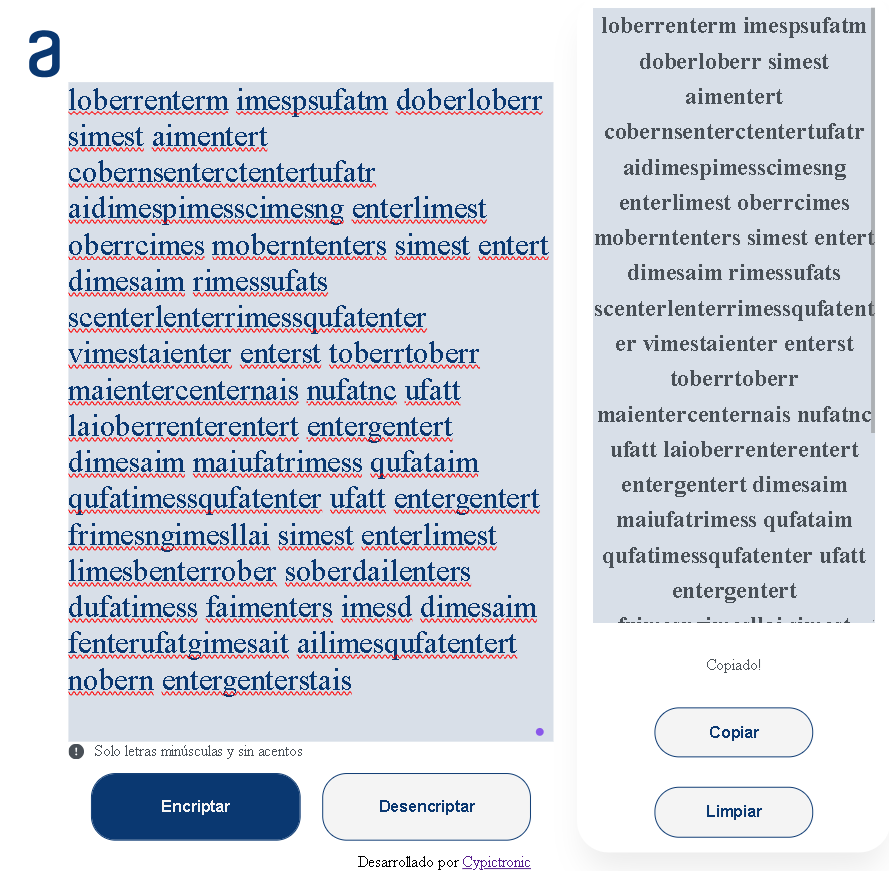 a
loberrenterm imespsufatm doberloberr
simest aimentert
cobernsenterctentertufatr
aidimespimesscimesng enterlimest
oberrcimes moberntenters simest entert
dimesaim rimessufats
scenterlenterrimessqufatenter
vimestaienter enterst toberrtoberr
maientercenternais nufatnc ufatt
laioberrenterentert entergentert
dimesaim maiufatrimess qufataim
qufatimessqufatenter ufatt entergentert
frimesngimesllai simest enterlimest
limesbenterrober soberdailenters
dufatimess faimenters imesd dimesaim
fenterufatgimesait ailimesqufatentert
nobern entergenterstais
Solo letras minúsculas y sin acentos
Encriptar
Desencriptar
Desarrollado por Cypictronic
loberrenterm imespsufatm
doberloberr simest
aimentert
cobernsenterctentertufatr
aidimespimesscimesng
enterlimest oberrcimes
moberntenters simest entert
dimesaim rimessufats
scenterlenterrimessqufatent
er vimestaienter enterst
toberrtoberr
maientercenternais nufatnc
ufatt laioberrenterentert
entergentert dimesaim
maiufatrimess qufataim
qufatimessqufatenter ufatt
entergentert
frimesngimesllai simest
Copiado!
Copiar
Limpiar